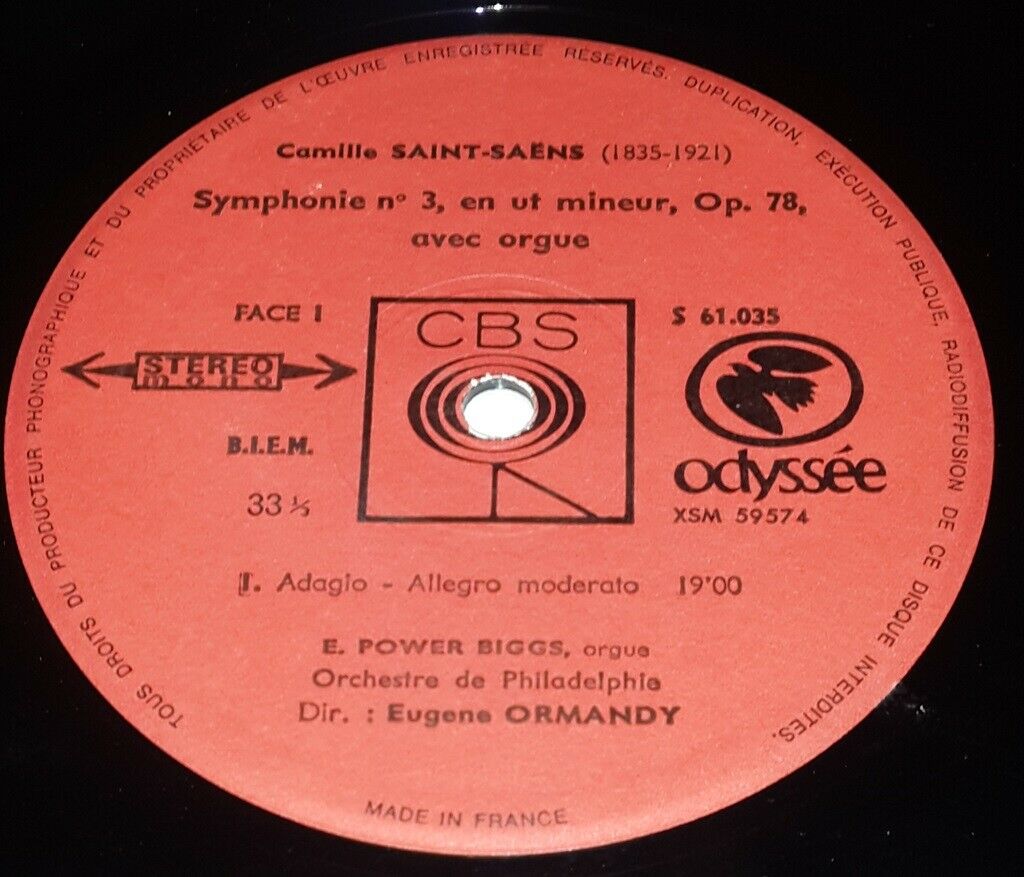 TOUS DROITS DU PRODUCTEUR PHONOGRAPHIQUE ET DU PROPRIÉTAIRE DE L'ŒUVRE ENREGISTRÉE RÉSERVÉS. DUPLICATION, EXÉCUTION PUBLIQUE, RADIODIFFUSION DE CE DISQUE INTERDITES.
Camille SAINT-SAËNS (1835-1921)
Symphonie n° 3, en ut mineur, Op. 78,
avec orgue
FACE 1
CBS
S 61.035
STEREO
mono
B.I.E.M.
odyssée
33 ⅓
XSM 59574
I. Adagio - Allegro moderato 19'00
E. POWER BIGGS, orgue
Orchestre de Philadelphie
Dir. : Eugene ORMANDY
MADE IN FRANCE